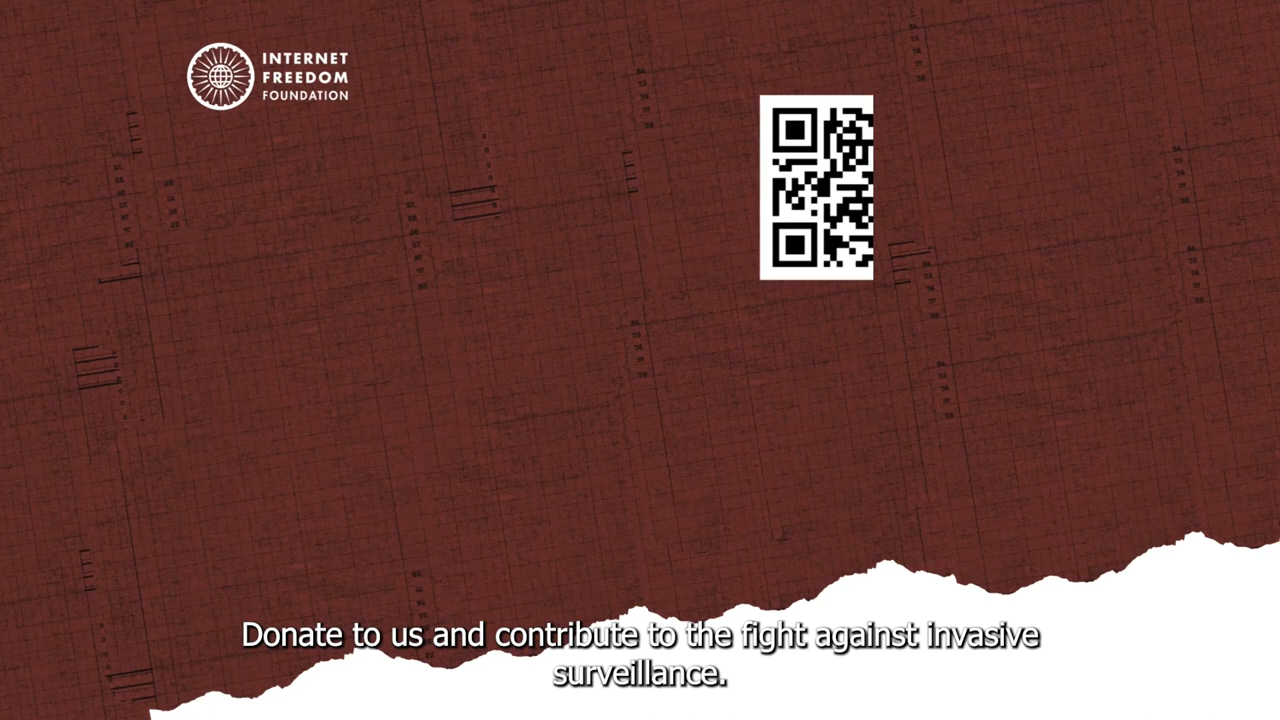 INTERNET
FREEDOM
FOUNDATION
Donate to us and contribute to the fight against invasive
surveillance.